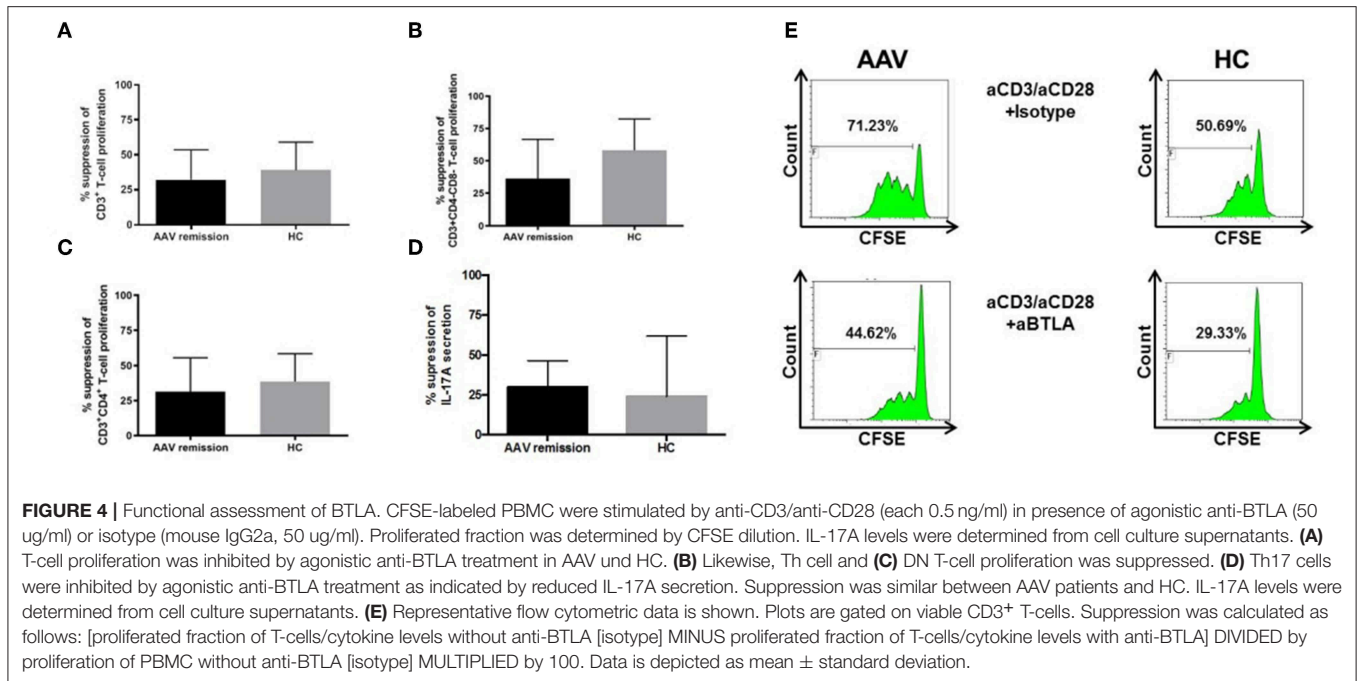 A
% suppression of
CD3+ T-cell proliferation
100
75
50
25
0
AAV remission
HC
B
%
suppression of
CD3+CD4-CD8- T-cell proliferation
100
75
50
25
0
AAV remission
HC
C
% suppression of
CD3+CD4+ T-cell proliferation
100
75
50
25
0
AAV remission
HC
D
% supression of
IL-17A secretion
100
75
50
25
0
AAV remission
HC
E
AAV
HC
aCD3/aCD28
+Isotype
71.23%
F
Count
CFSE
50.69%
F
Count
CFSE
aCD3/aCD28
+aBTLA
44.62%
F
Count
CFSE
29.33%
F
Count
CFSE
FIGURE 4 | Functional assessment of BTLA. CFSE-labeled PBMC were stimulated by anti-CD3/anti-CD28 (each 0.5 ng/ml) in presence of agonistic anti-BTLA (50
ug/ml) or isotype (mouse IgG2a, 50 ug/ml). Proliferated fraction was determined by CFSE dilution. IL-17A levels were determined from cell culture supernatants. (A)
T-cell proliferation was inhibited by agonistic anti-BTLA treatment in AAV und HC. (B) Likewise, Th cell and (C) DN T-cell proliferation was suppressed. (D) Th17 cells
were inhibited by agonistic anti-BTLA treatment as indicated by reduced IL-17A secretion. Suppression was similar between AAV patients and HC. IL-17A levels were
determined from cell culture supernatants. (E) Representative flow cytometric data is shown. Plots are gated on viable CD3+ T-cells. Suppression was calculated as
follows: [proliferated fraction of T-cells/cytokine levels without anti-BTLA [isotype] MINUS proliferated fraction of T-cells/cytokine levels with anti-BTLA] DIVIDED by
proliferation of PBMC without anti-BTLA [isotype] MULTIPLIED by 100. Data is depicted as mean ± standard deviation.